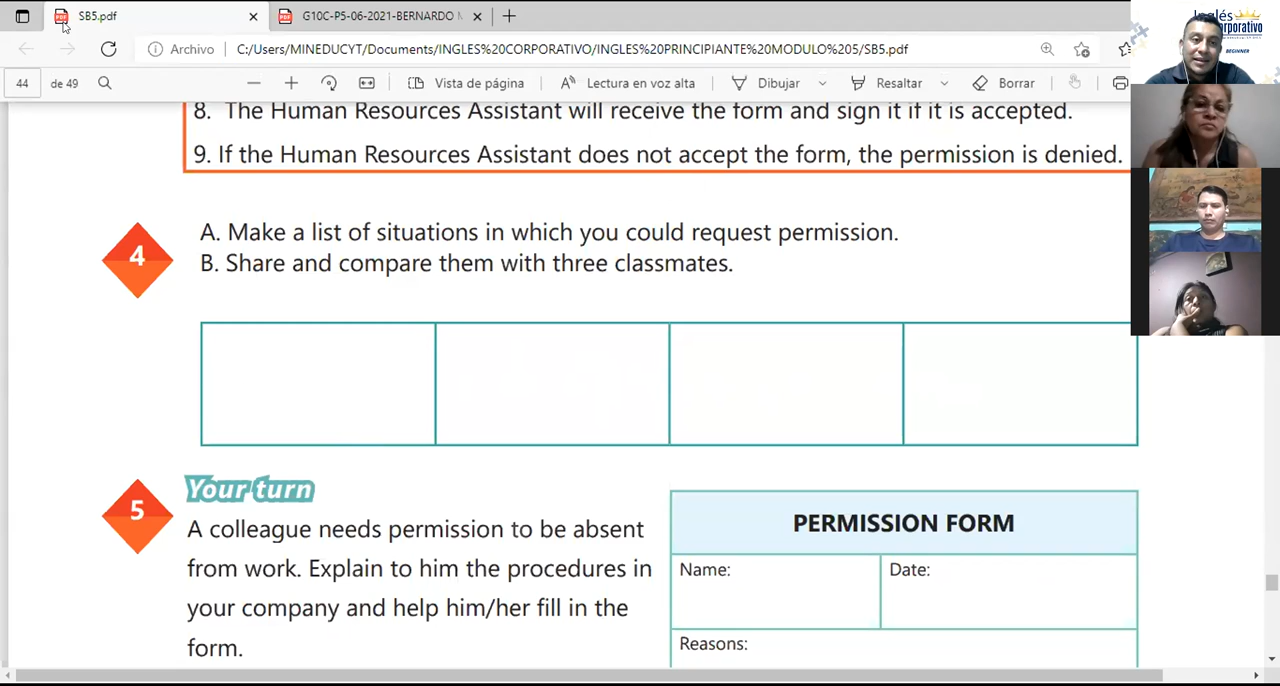 SB5.pdf
G10C-P5-06-2021-BERNARDO
Archivo
C:/Users/MINEDUCYT/Documents/INGLES%20CORPORATIVO/INGLES%20PRINCIPIANTE%20MODULO%205/SB5.pdf
44 de 49
Vista de página
Lectura en voz alta
Dibujar
Resaltar
Borrar
Inglés
Corporativo
BEGINNER
8. The Human Resources Assistant will receive the form and sign it if it is accepted.
9. If the Human Resources Assistant does not accept the form, the permission is denied.
4
A. Make a list of situations in which you could request permission.
B. Share and compare them with three classmates.
5
Your turn
A colleague needs permission to be absent
from work. Explain to him the procedures in
your company and help him/her fill in the
form.
PERMISSION FORM
Name:
Date:
Reasons: